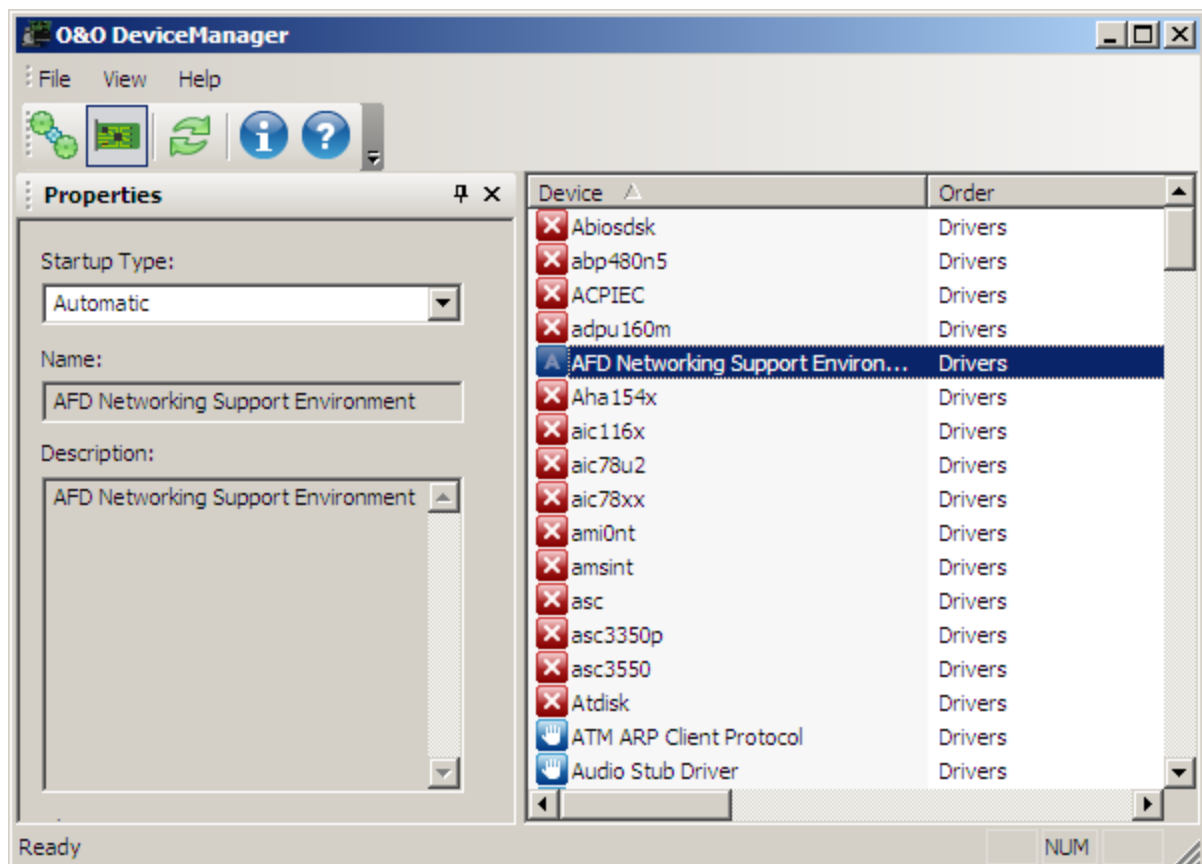 O&O DeviceManager
File View Help
Properties
Startup Type:
Automatic
Name:
AFD Networking Support Environment
Description:
AFD Networking Support Environment
Device Order
Abiosdsk Drivers
abp480n5 Drivers
ACPIEC Drivers
adpu160m Drivers
A AFD Networking Support Environ... Drivers
Aha154x Drivers
aic116x Drivers
aic78u2 Drivers
aic78xx Drivers
ami0nt Drivers
amsint Drivers
asc Drivers
asc3350p Drivers
asc3550 Drivers
Atdisk Drivers
ATM ARP Client Protocol Drivers
Audio Stub Driver Drivers
Ready NUM